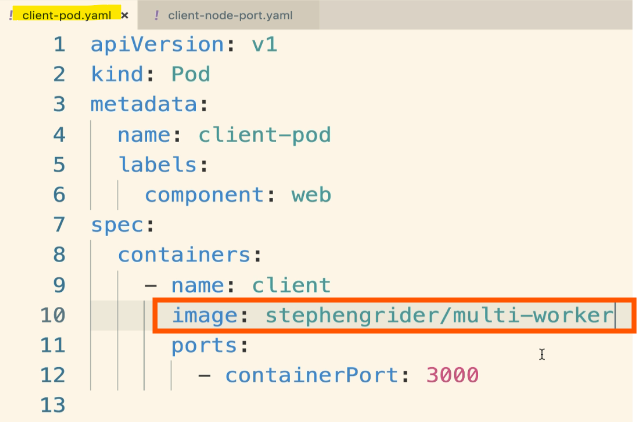 ! client-pod.yaml × ! client-node-port.yaml
1 apiVersion: v1
2 kind: Pod
3 metadata:
4 name: client-pod
5 labels:
6 component: web
7 spec:
8 containers:
9 - name: client
10 image: stephengrider/multi-worker
11 ports:
12 - containerPort: 3000
13